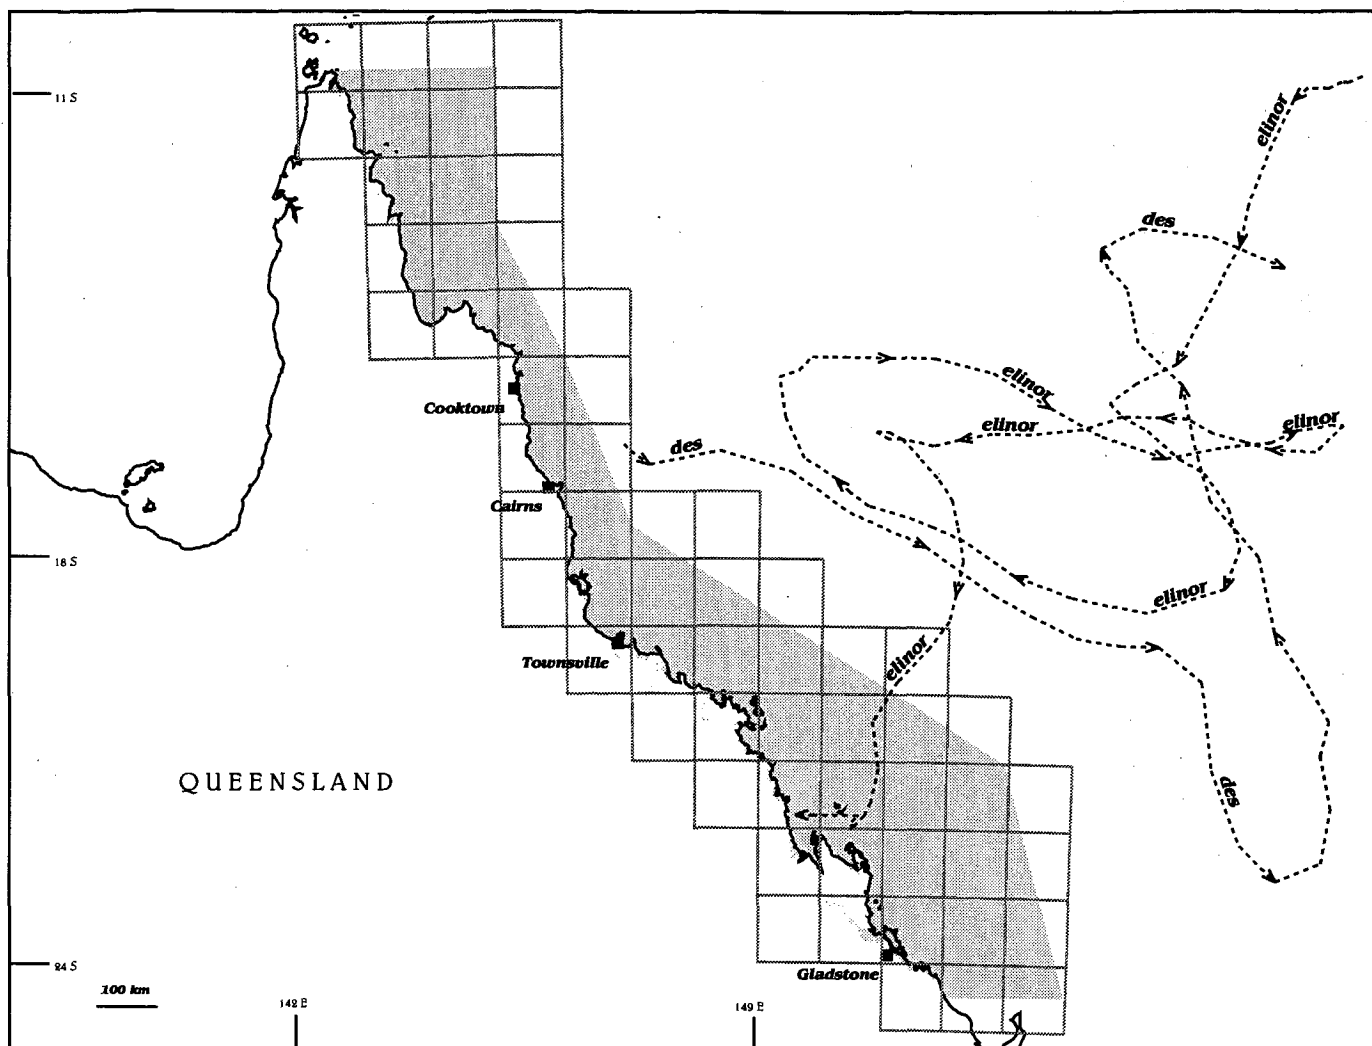 11 S
elinor
des
elinor
Cooktown
elinor
elinor
des
Cairns
18 S
elinor
Townsville
elinor
QUEENSLAND
des
24 S
Gladstone
100 km
142 E
149 E